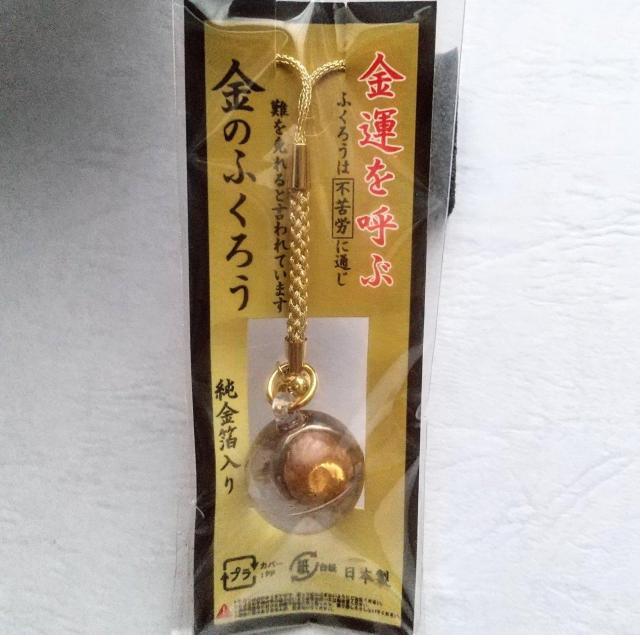 金運を呼ぶ
ふくろうは不苦労に通じ
難を免れると言われています
金のふくろう
純金箔入り
プラ
カバー
:PP
紙
台紙
日本製